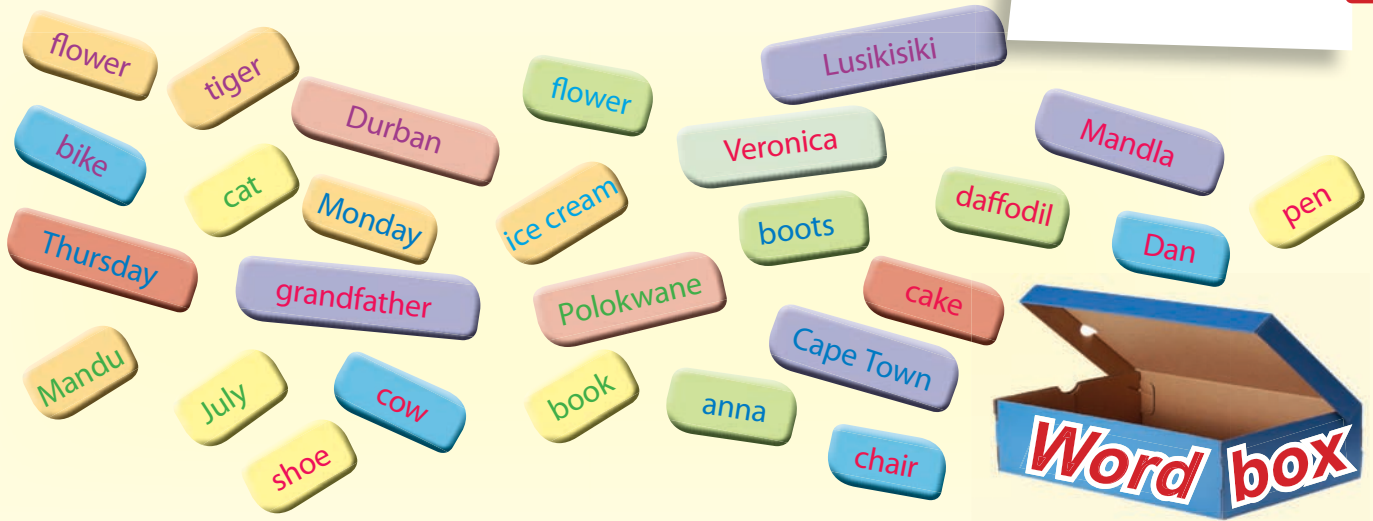 flower
tiger
Durban
flower
Lusikisiki
bike
cat
Monday
ice cream
Veronica
Mandla
boots
daffodil
Dan
pen
Thursday
grandfather
Polokwane
cake
Cape Town
Mandu
July
cow
book
anna
shoe
chair
Word box